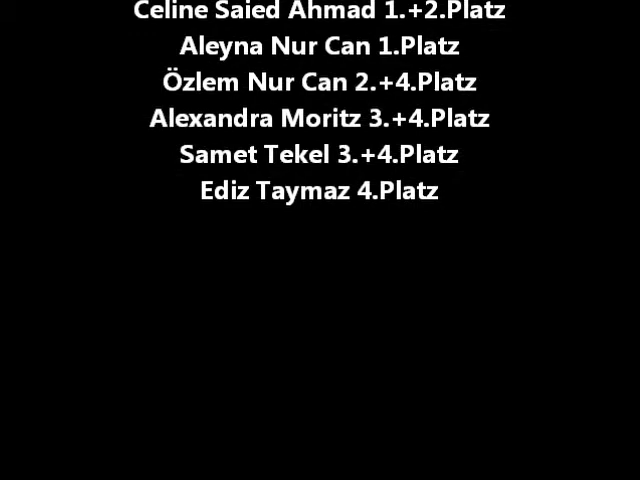 Celine Saied Ahmad 1.+2.Platz
Aleyna Nur Can 1.Platz
Özlem Nur Can 2.+4.Platz
Alexandra Moritz 3.+4.Platz
Samet Tekel 3.+4.Platz
Ediz Taymaz 4.Platz